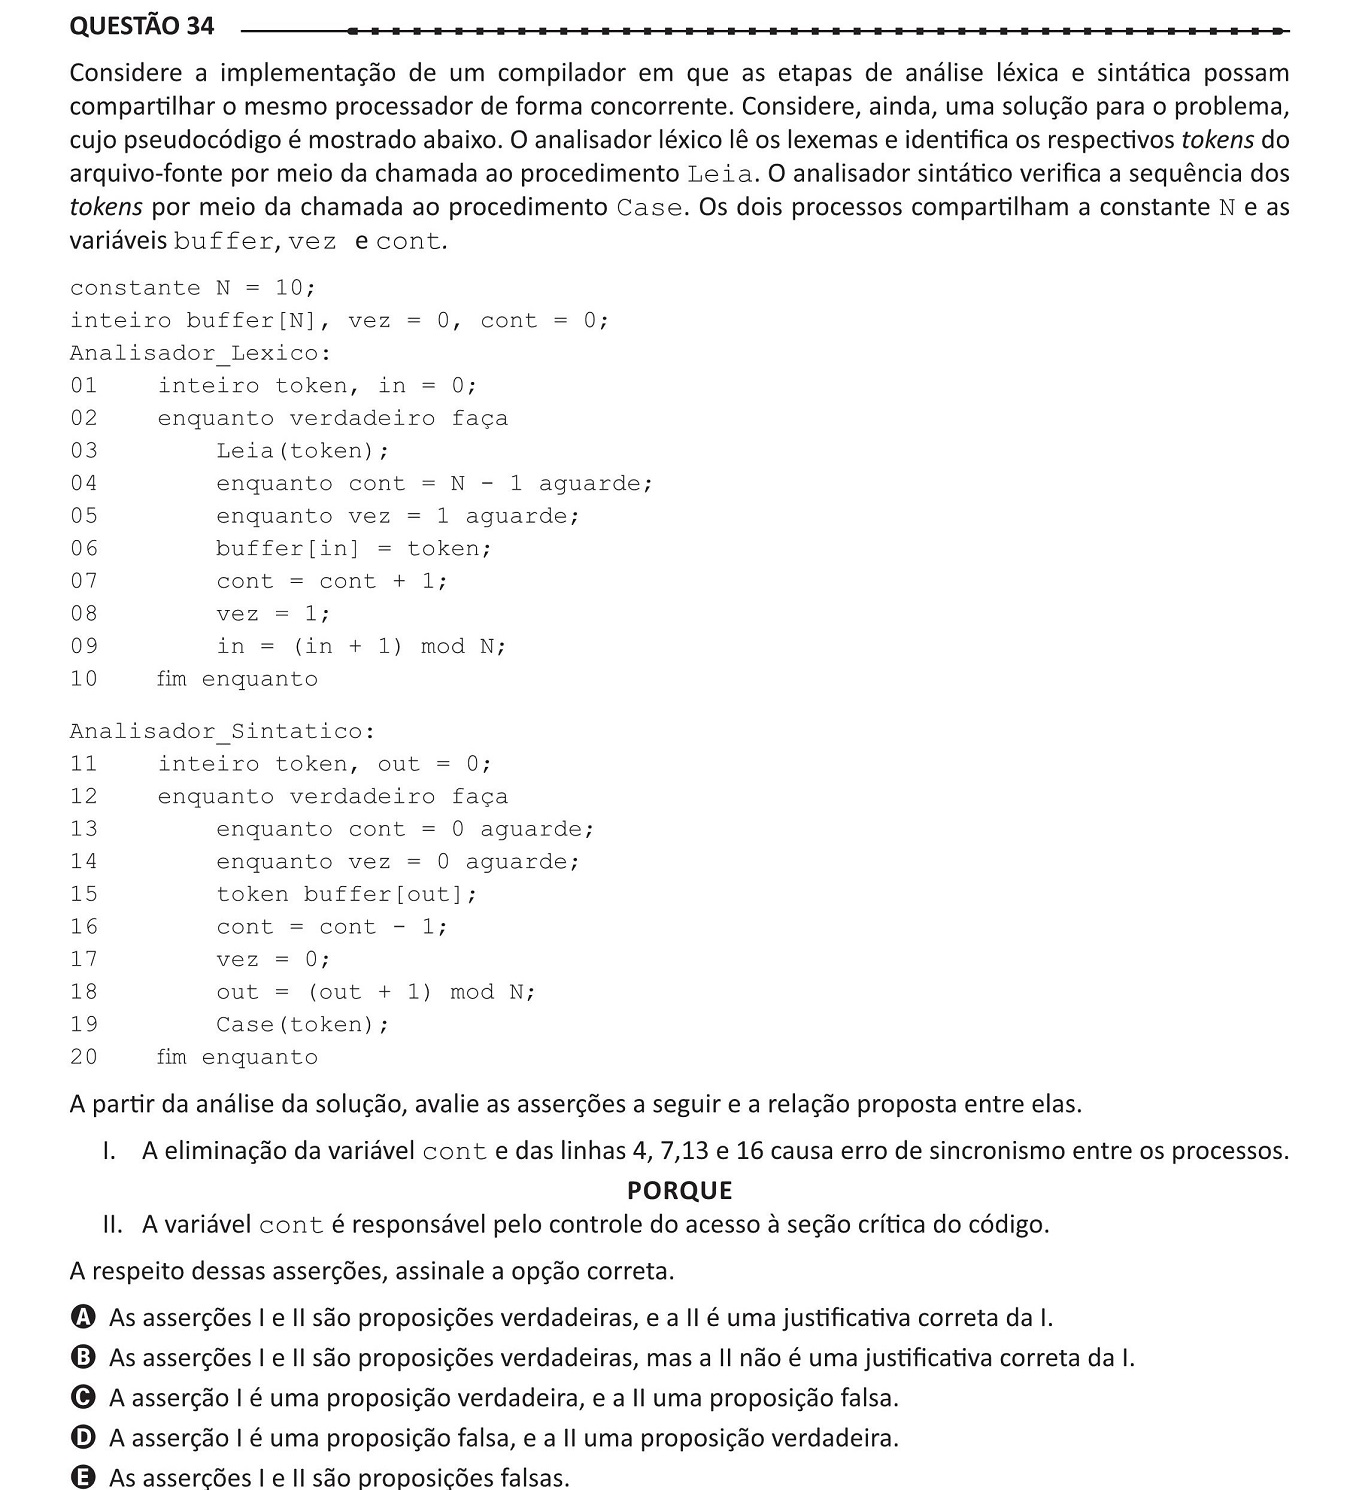 QUESTÃO 34
Considere a implementação de um compilador em que as etapas de análise léxica e sintática possam
compartilhar o mesmo processador de forma concorrente. Considere, ainda, uma solução para o problema,
cujo pseudocódigo é mostrado abaixo. O analisador léxico lê os lexemas e identifica os respectivos tokens do
arquivo-fonte por meio da chamada ao procedimento Leia. O analisador sintático verifica a sequência dos
tokens por meio da chamada ao procedimento Case. Os dois processos compartilham a constante N e as
variáveis buffer, vez e cont.
constante N = 10;
inteiro buffer[N], vez = 0, cont = 0;
Analisador_Lexico:
01 inteiro token, in = 0;
02 enquanto verdadeiro faça
03 Leia(token);
04 enquanto cont = N - 1 aguarde;
05 enquanto vez = 1 aguarde;
06 buffer[in] = token;
07 cont = cont + 1;
08 vez = 1;
09 in = (in + 1) mod N;
10 fim enquanto
Analisador_Sintatico:
11 inteiro token, out = 0;
12 enquanto verdadeiro faça
13 enquanto cont = 0 aguarde;
14 enquanto vez = 0 aguarde;
15 token buffer[out];
16 cont = cont - 1;
17 vez = 0;
18 out = (out + 1) mod N;
19 Case(token);
20 fim enquanto
A partir da análise da solução, avalie as asserções a seguir e a relação proposta entre elas.
I. A eliminação da variável cont e das linhas 4, 7,13 e 16 causa erro de sincronismo entre os processos.
PORQUE
II. A variável cont é responsável pelo controle do acesso à seção crítica do código.
A respeito dessas asserções, assinale a opção correta.
A As asserções I e II são proposições verdadeiras, e a II é uma justificativa correta da I.
B As asserções I e II são proposições verdadeiras, mas a II não é uma justificativa correta da I.
C A asserção I é uma proposição verdadeira, e a II uma proposição falsa.
D A asserção I é uma proposição falsa, e a II uma proposição verdadeira.
E As asserções I e II são proposições falsas.